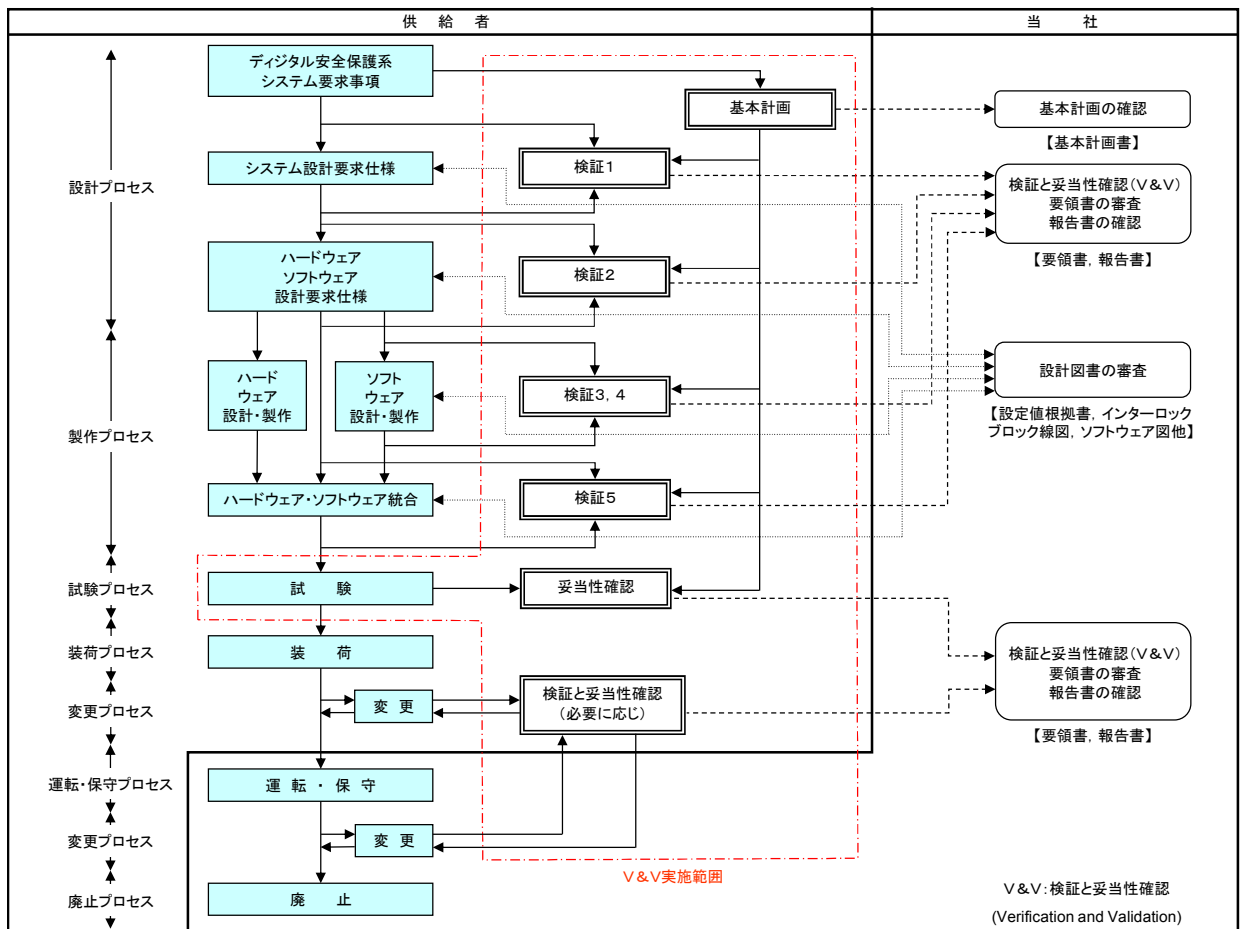 供 給 者
当 社
ディジタル安全保護系
システム要求事項
基本計画
基本計画の確認
【基本計画書】
設計プロセス
システム設計要求仕様
検証1
検証と妥当性確認(V&V)
要領書の審査
報告書の確認
【要領書, 報告書】
ハードウェア
ソフトウェア
設計要求仕様
検証2
製作プロセス
ハード
ウェア
設計・製作
ソフト
ウェア
設計・製作
検証3, 4
設計図書の審査
【設定値根拠書, インターロック
ブロック線図, ソフトウェア図他】
ハードウェア・ソフトウェア統合
検証5
試験プロセス
試 験
妥当性確認
装荷プロセス
装 荷
検証と妥当性確認(V&V)
要領書の審査
報告書の確認
【要領書, 報告書】
変更プロセス
変 更
検証と妥当性確認
(必要に応じ)
運転・保守プロセス
運 転 ・ 保 守
変更プロセス
変 更
V&V実施範囲
廃止プロセス
廃 止
V&V:検証と妥当性確認
(Verification and Validation)